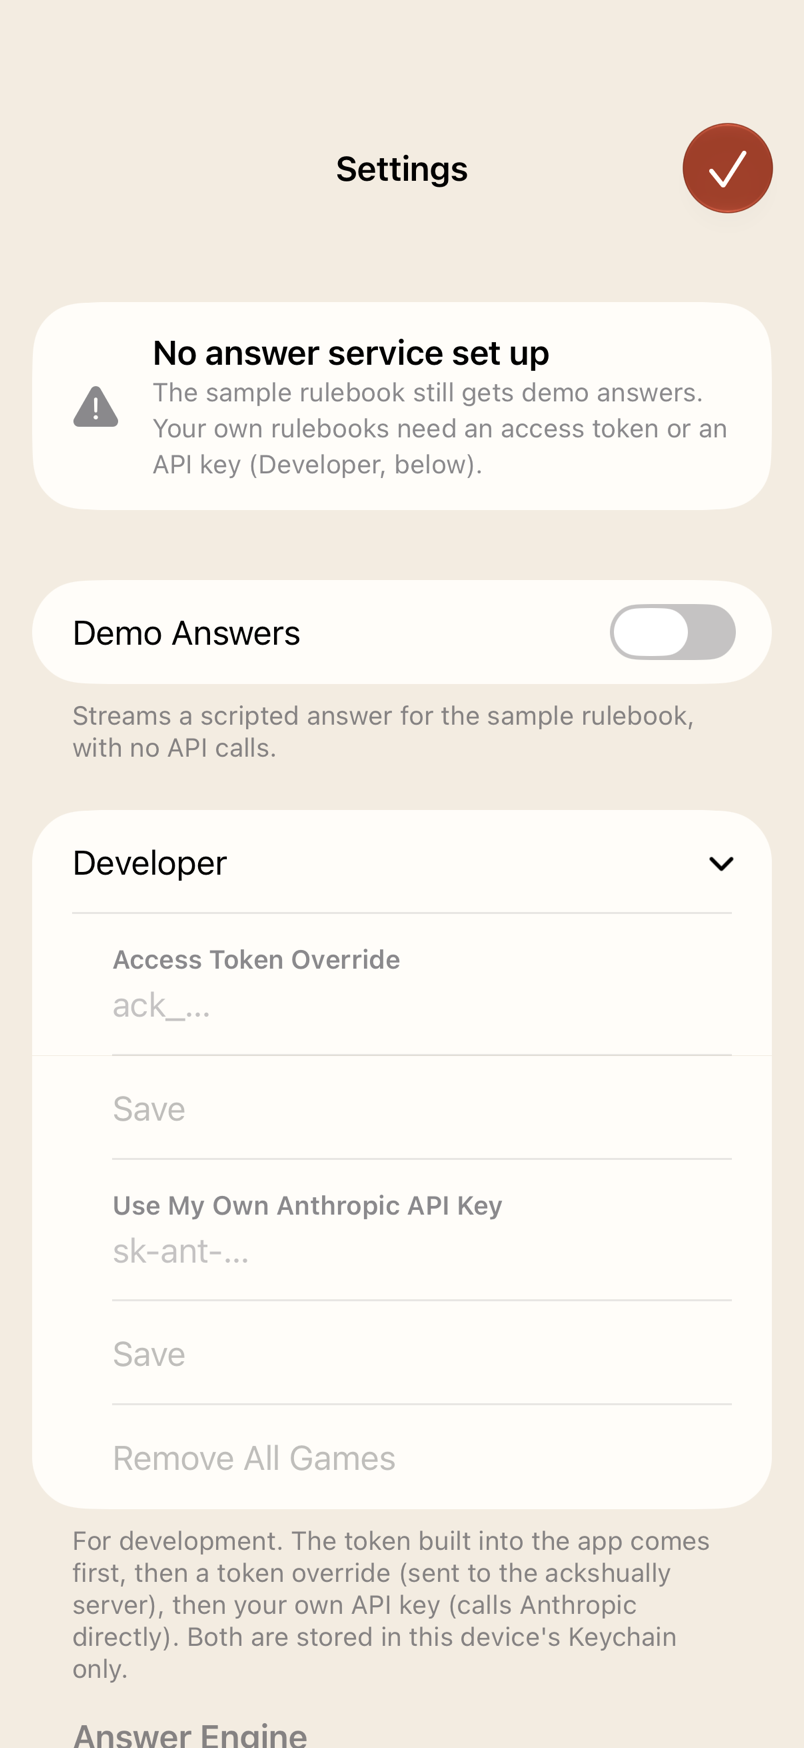 Settings
No answer service set up
The sample rulebook still gets demo answers.
Your own rulebooks need an access token or an
API key (Developer, below).
Demo Answers
Streams a scripted answer for the sample rulebook,
with no API calls.
Developer
Access Token Override
ack_...
Save
Use My Own Anthropic API Key
sk-ant-...
Save
Remove All Games
For development. The token built into the app comes
first, then a token override (sent to the ackshually
server), then your own API key (calls Anthropic
directly). Both are stored in this device's Keychain
only.
Answer Engine